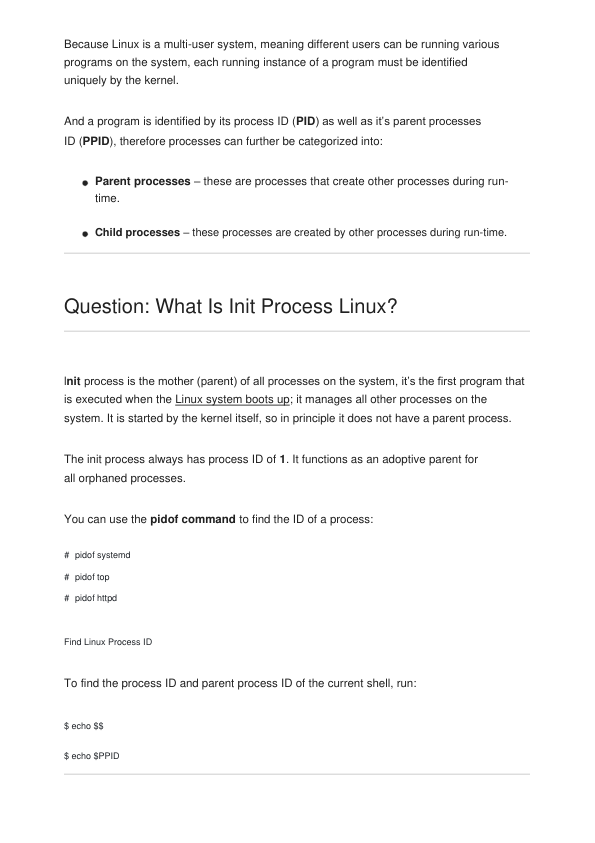 Because Linux is a multi-user system, meaning different users can be running various
programs on the system, each running instance of a program must be identified
uniquely by the kernel.
And a program is identified by its process ID (PID) as well as it’s parent processes
ID (PPID), therefore processes can further be categorized into:
● Parent processes – these are processes that create other processes during run-
time.
● Child processes – these processes are created by other processes during run-time.
Question: What Is Init Process Linux?
Init process is the mother (parent) of all processes on the system, it’s the first program that
is executed when the Linux system boots up; it manages all other processes on the
system. It is started by the kernel itself, so in principle it does not have a parent process.
The init process always has process ID of 1. It functions as an adoptive parent for
all orphaned processes.
You can use the pidof command to find the ID of a process:
# pidof systemd
# pidof top
# pidof httpd
Find Linux Process ID
To find the process ID and parent process ID of the current shell, run:
$ echo $$
$ echo $PPID